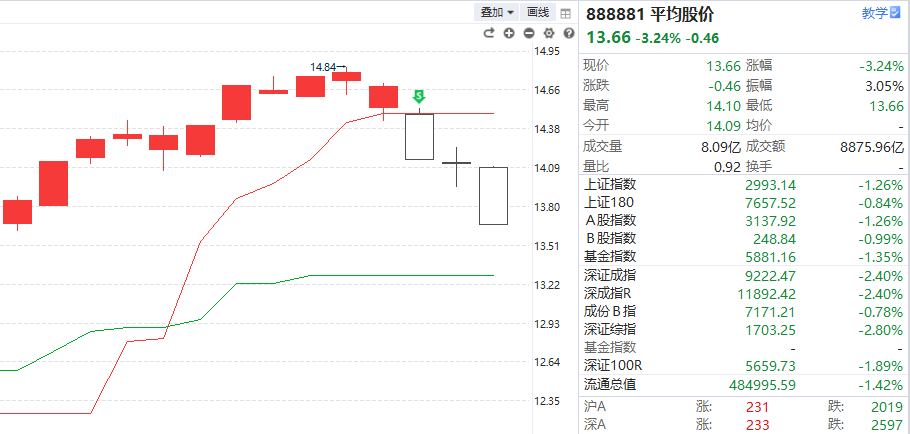 叠加 画线
888881 平均股价 教学
13.66 -3.24% -0.46
现价 13.66 涨幅 -3.24%
涨跌 -0.46 振幅 3.05%
最高 14.10 最低 13.66
今开 14.09 均价 -
成交量 8.09亿 成交额 8875.96亿
量比 0.92 换手 -
上证指数 2993.14 -1.26%
上证180 7657.52 -0.84%
A股指数 3137.92 -1.26%
B股指数 248.84 -0.99%
基金指数 5881.16 -1.35%
深证成指 9222.47 -2.40%
深成指R 11892.42 -2.40%
成份B指 7171.21 -0.78%
深证综指 1703.25 -2.80%
基金指数 - -
深证100R 5659.73 -1.89%
流通总值 484995.59 -1.42%
沪A 涨: 231 跌: 2019
深A 涨: 233 跌: 2597
14.84→
S
14.95
14.66
14.38
14.09
13.80
13.51
13.22
12.93
12.64
12.35